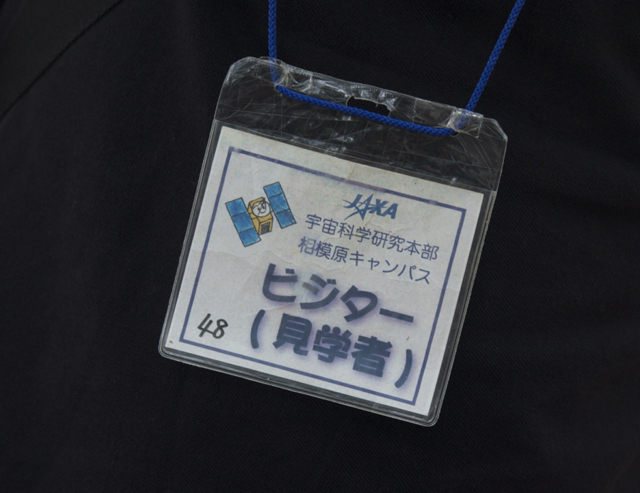 JAXA
宇宙科学研究本部
相模原キャンパス
ビジター
(見学者)
48